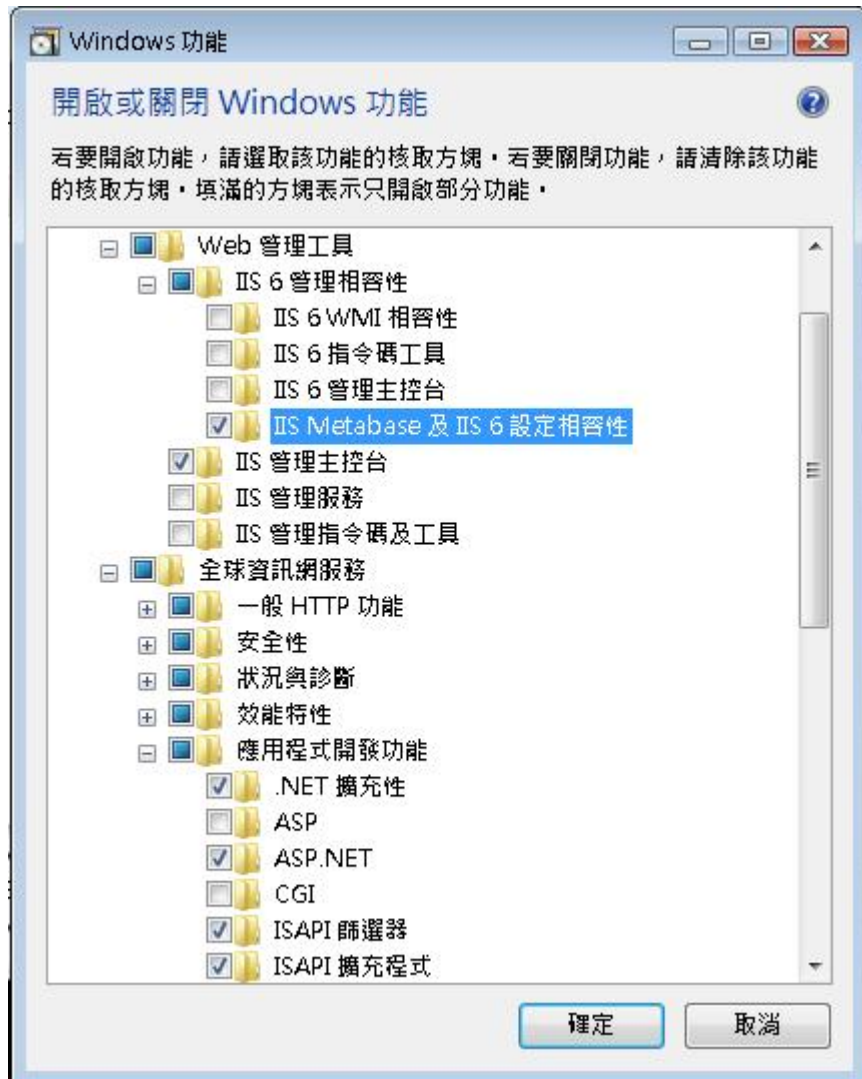 Windows 功能
開啟或關閉 Windows 功能
若要開啟功能，請選取該功能的核取方塊。若要關閉功能，請清除該功能
的核取方塊。填滿的方塊表示只開啟部分功能。
Web 管理工具
IIS 6 管理相容性
IIS 6 WMI 相容性
IIS 6 指令碼工具
IIS 6 管理主控台
IIS Metabase 及 IIS 6 設定相容性
IIS 管理主控台
IIS 管理服務
IIS 管理指令碼及工具
全球資訊網服務
一般 HTTP 功能
安全性
狀況與診斷
效能特性
應用程式開發功能
.NET 擴充性
ASP
ASP.NET
CGI
ISAPI 篩選器
ISAPI 擴充程式
確定
取消